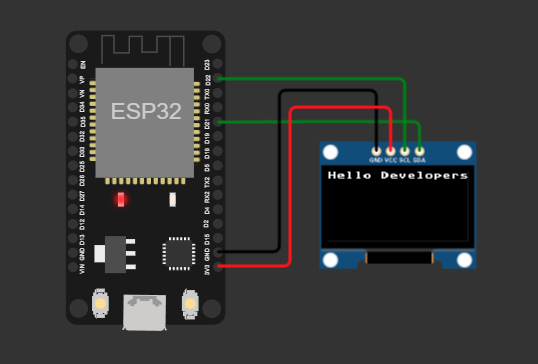 EN
VP
VN
D34
D35
D32
D33
D25
D26
D27
D14
D12
D13
GND
VIN
ESP32
D23
D22
TX0
RX0
D21
D19
D18
D5
TX2
RX2
D4
D2
D15
GND
3V3
GND VCC SCL SDA
Hello Developers